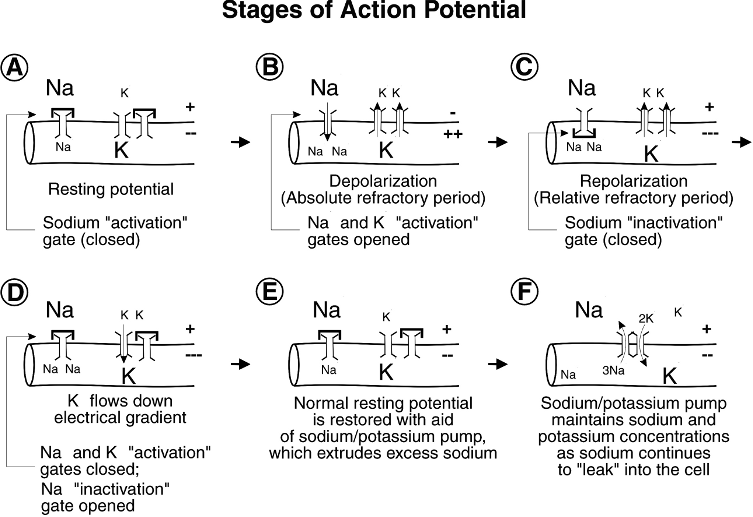 Stages of Action Potential
A
Na
K
+
--
Na
K
Resting potential
Sodium "activation"
gate (closed)
B
Na
K K
-
++
Na Na
K
Depolarization
(Absolute refractory period)
Na and K "activation"
gates opened
C
Na
K K
+
---
Na Na
K
Repolarization
(Relative refractory period)
Sodium "inactivation"
gate (closed)
D
Na
K K
+
---
Na Na
K
K flows down
electrical gradient
Na and K "activation"
gates closed;
Na "inactivation"
gate opened
E
Na
K
+
--
Na
K
Normal resting potential
is restored with aid
of sodium/potassium pump,
which extrudes excess sodium
F
Na
2K
K
+
--
Na
3Na
K
Sodium/potassium pump
maintains sodium and
potassium concentrations
as sodium continues
to "leak" into the cell